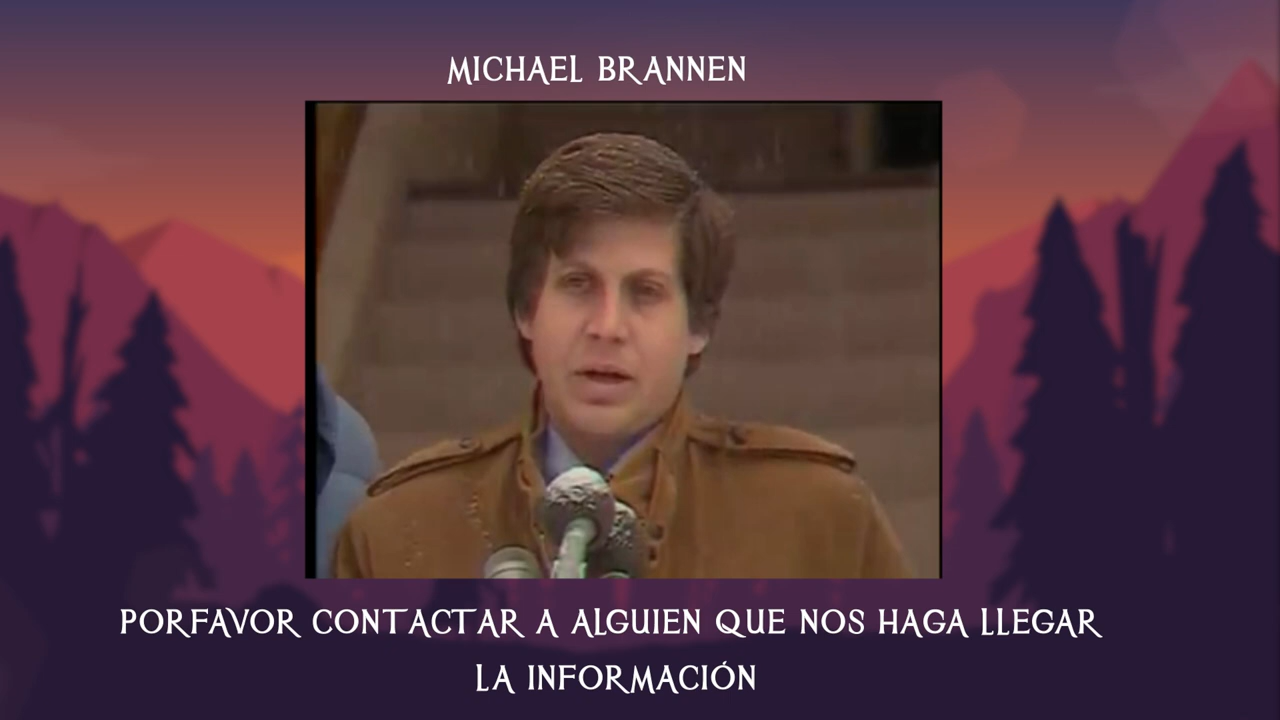 MICHAEL BRANNEN
PORFAVOR CONTACTAR A ALGUIEN QUE NOS HAGA LLEGAR
LA INFORMACIÓN